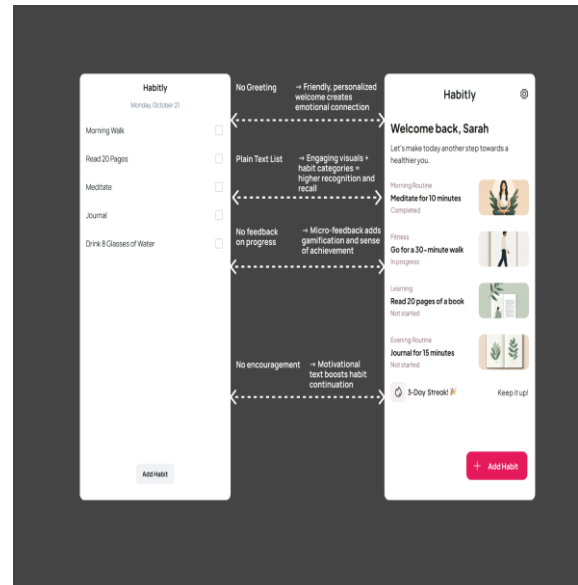 Habitly
Monday, October 21
Morning Walk
Read 20 Pages
Meditate
Journal
Drink 8 Glasses of Water
Add Habit
No Greeting
→ Friendly, personalized
welcome creates
emotional connection
Plain Text List
→ Engaging visuals +
habit categories =
higher recognition and
recall
No feedback
on progress
→ Micro-feedback adds
gamification and sense
of achievement
No encouragement
→ Motivational
text boosts habit
continuation
Habitly
Welcome back, Sarah
Let's make today another step towards a
healthier you.
Morning Routine
Meditate for 10 minutes
Completed
Fitness
Go for a 30-minute walk
In progress
Learning
Read 20 pages of a book
Not started
Evening Routine
Journal for 15 minutes
Not started
3-Day Streak! 🎉
Keep it up!
+ Add Habit